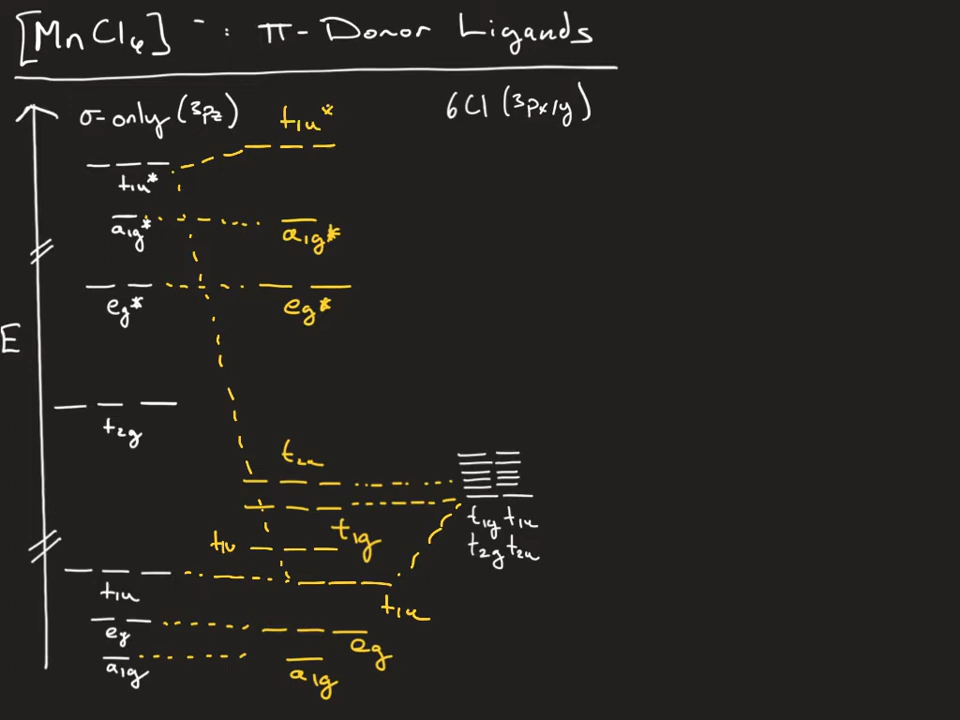 [MnCl₆]⁻ : π-Donor Ligands
σ-only (3pz)
t₁u*
6Cl (3px/y)
t₁u*
a₁g*
a₁g*
eg*
eg*
E
t₂g
t₂u
t₁g
t₁g t₁u
t₁u
t₂g t₂u
t₁u
t₁u
eg
eg
a₁g
a₁g